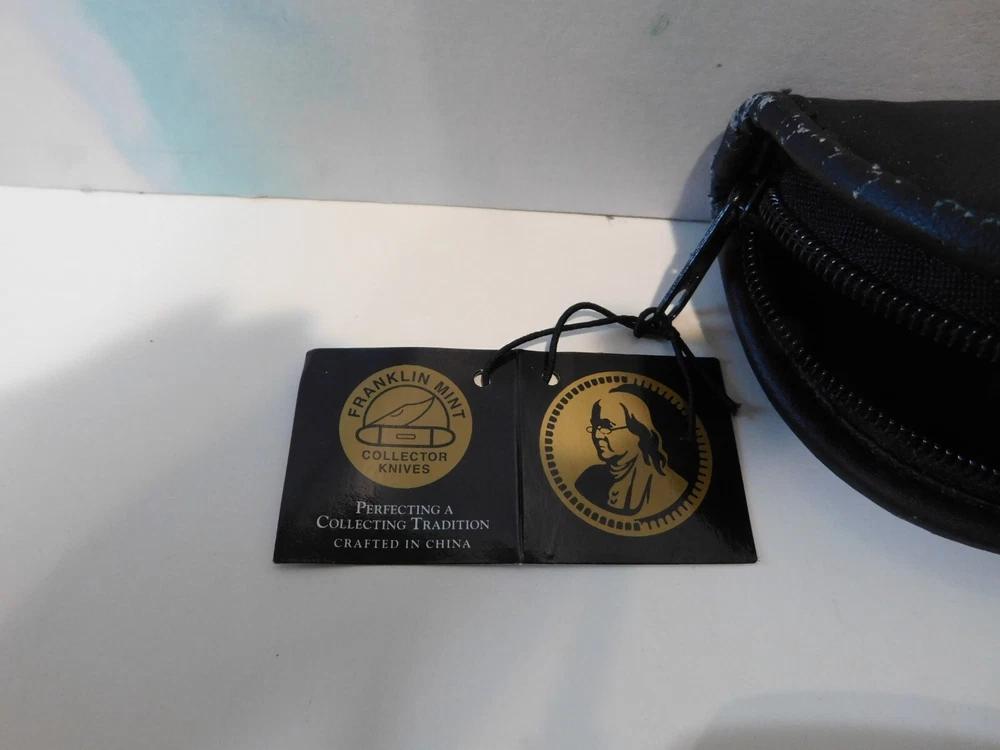 FRANKLIN MINT
COLLECTOR
KNIVES
PERFECTING A
COLLECTING TRADITION
CRAFTED IN CHINA